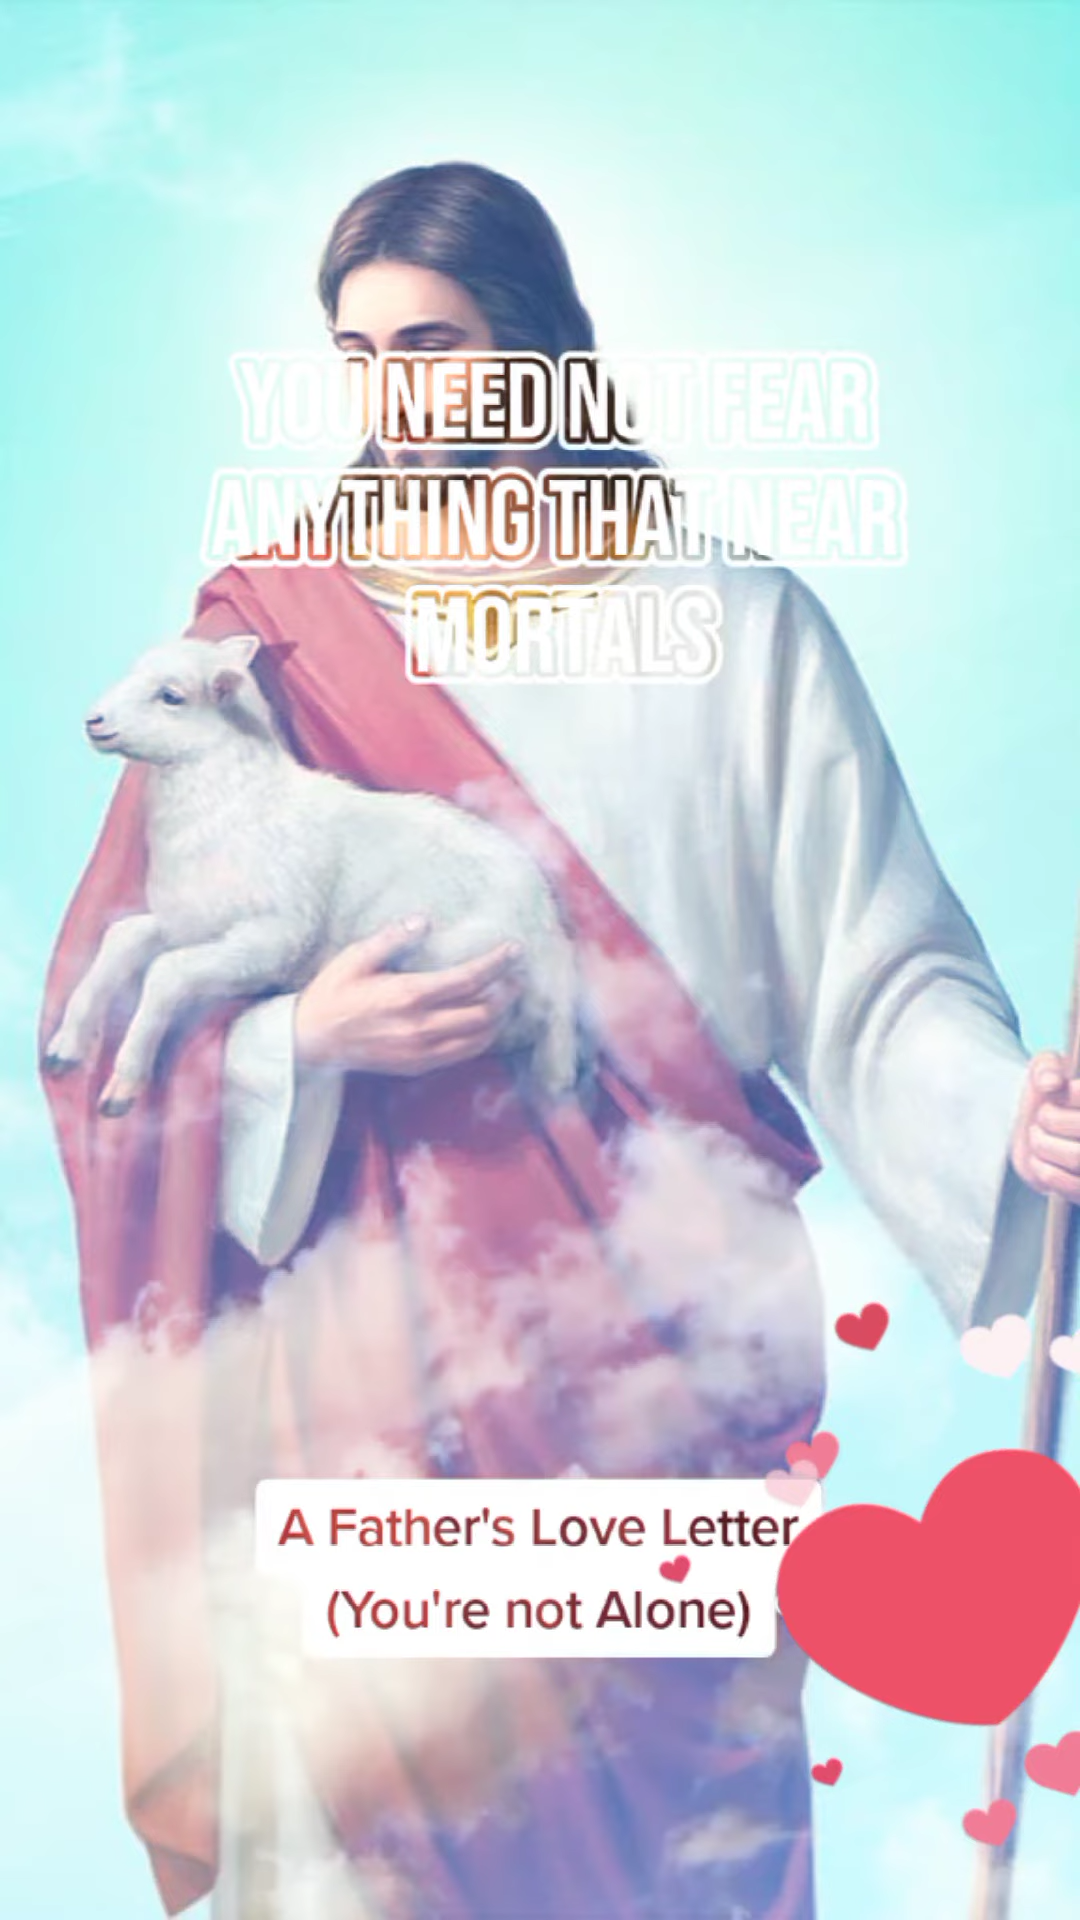 YOU NEED NOT FEAR
ANYTHING THAT NEAR
MORTALS
A Father's Love Letter
(You're not Alone)